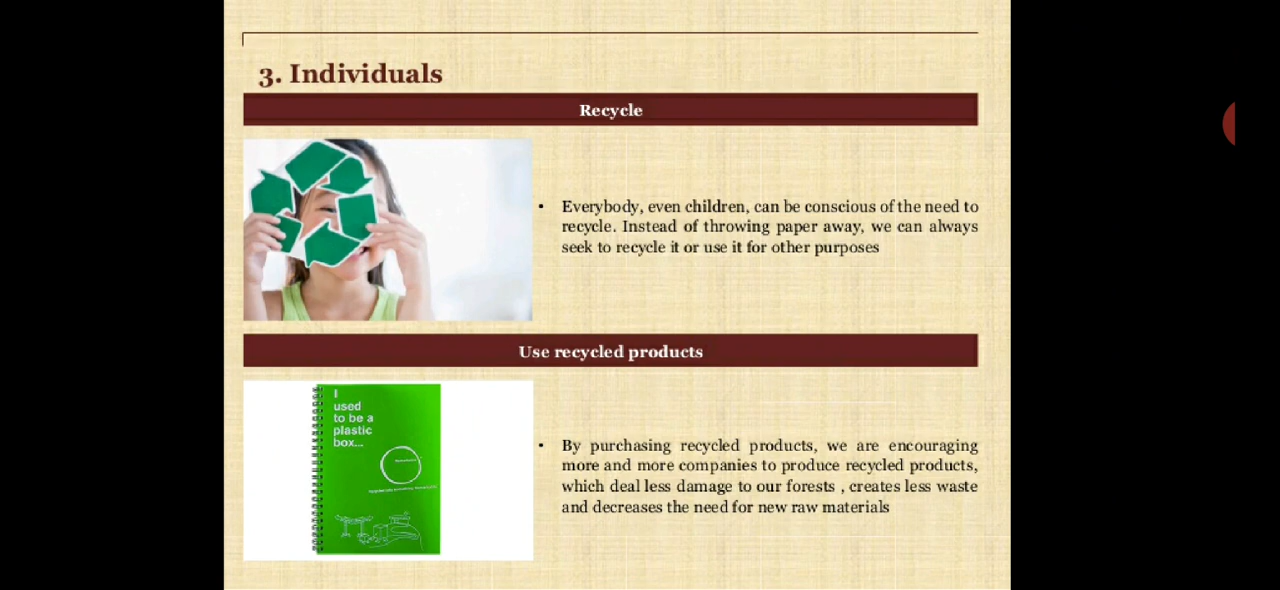 3. Individuals
Recycle
• Everybody, even children, can be conscious of the need to
recycle. Instead of throwing paper away, we can always
seek to recycle it or use it for other purposes
Use recycled products
I
used
to be a
plastic
box...
• By purchasing recycled products, we are encouraging
more and more companies to produce recycled products,
which deal less damage to our forests , creates less waste
and decreases the need for new raw materials